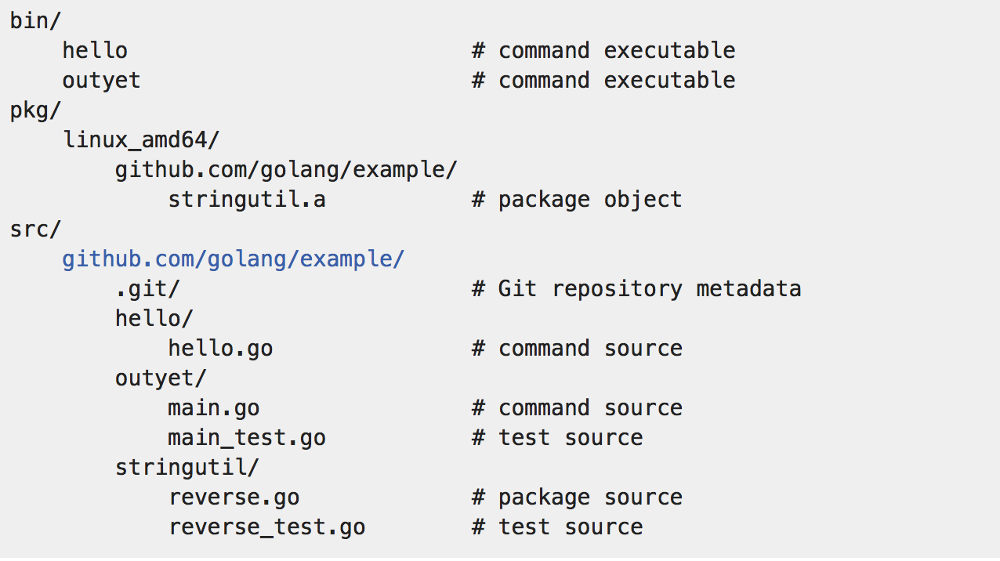 bin/
    hello                          # command executable
    outyet                         # command executable
pkg/
    linux_amd64/
        github.com/golang/example/
            stringutil.a           # package object
src/
    github.com/golang/example/
        .git/                      # Git repository metadata
        hello/
            hello.go               # command source
        outyet/
            main.go                # command source
            main_test.go           # test source
        stringutil/
            reverse.go             # package source
            reverse_test.go        # test source